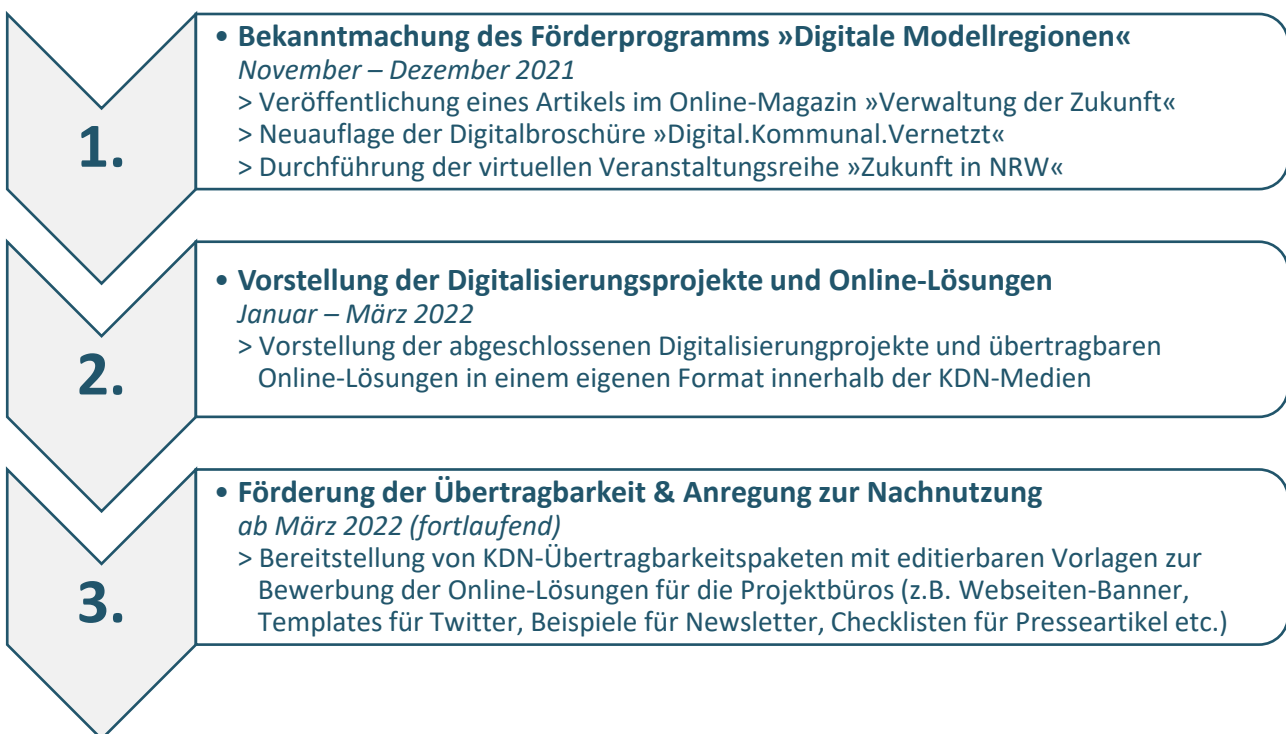 1.
• Bekanntmachung des Förderprogramms »Digitale Modellregionen«
November – Dezember 2021
> Veröffentlichung eines Artikels im Online-Magazin »Verwaltung der Zukunft«
> Neuauflage der Digitalbroschüre »Digital.Kommunal.Vernetzt«
> Durchführung der virtuellen Veranstaltungsreihe »Zukunft in NRW«
2.
• Vorstellung der Digitalisierungsprojekte und Online-Lösungen
Januar – März 2022
> Vorstellung der abgeschlossenen Digitalisierungprojekte und übertragbaren
Online-Lösungen in einem eigenen Format innerhalb der KDN-Medien
3.
• Förderung der Übertragbarkeit & Anregung zur Nachnutzung
ab März 2022 (fortlaufend)
> Bereitstellung von KDN-Übertragbarkeitspaketen mit editierbaren Vorlagen zur
Bewerbung der Online-Lösungen für die Projektbüros (z.B. Webseiten-Banner,
Templates für Twitter, Beispiele für Newsletter, Checklisten für Presseartikel etc.)